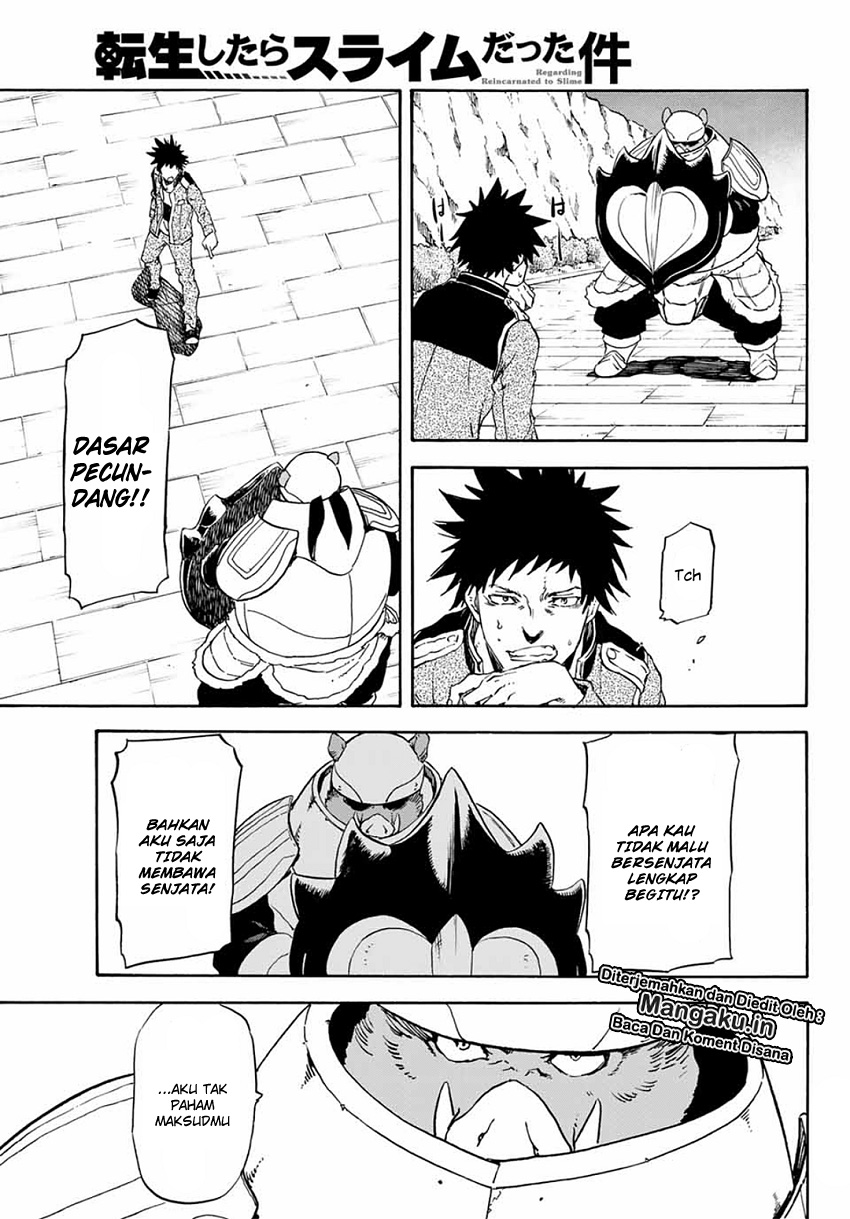 転生したらスライムだった件
Regarding
Reincarnated to Slime
は
は
Tch
DASAR
PECUN-
DANG!!
APA KAU
TIDAK MALU
BERSENJATA
LENGKAP
BEGITU!?
BAHKAN
AKU SAJA
TIDAK
MEMBAWA
SENJATA!
Diterjemahkan dan Diedit Oleh :
Mangaku.in
Baca Dan Koment Disana
...AKU TAK
PAHAM
MAKSUDMU